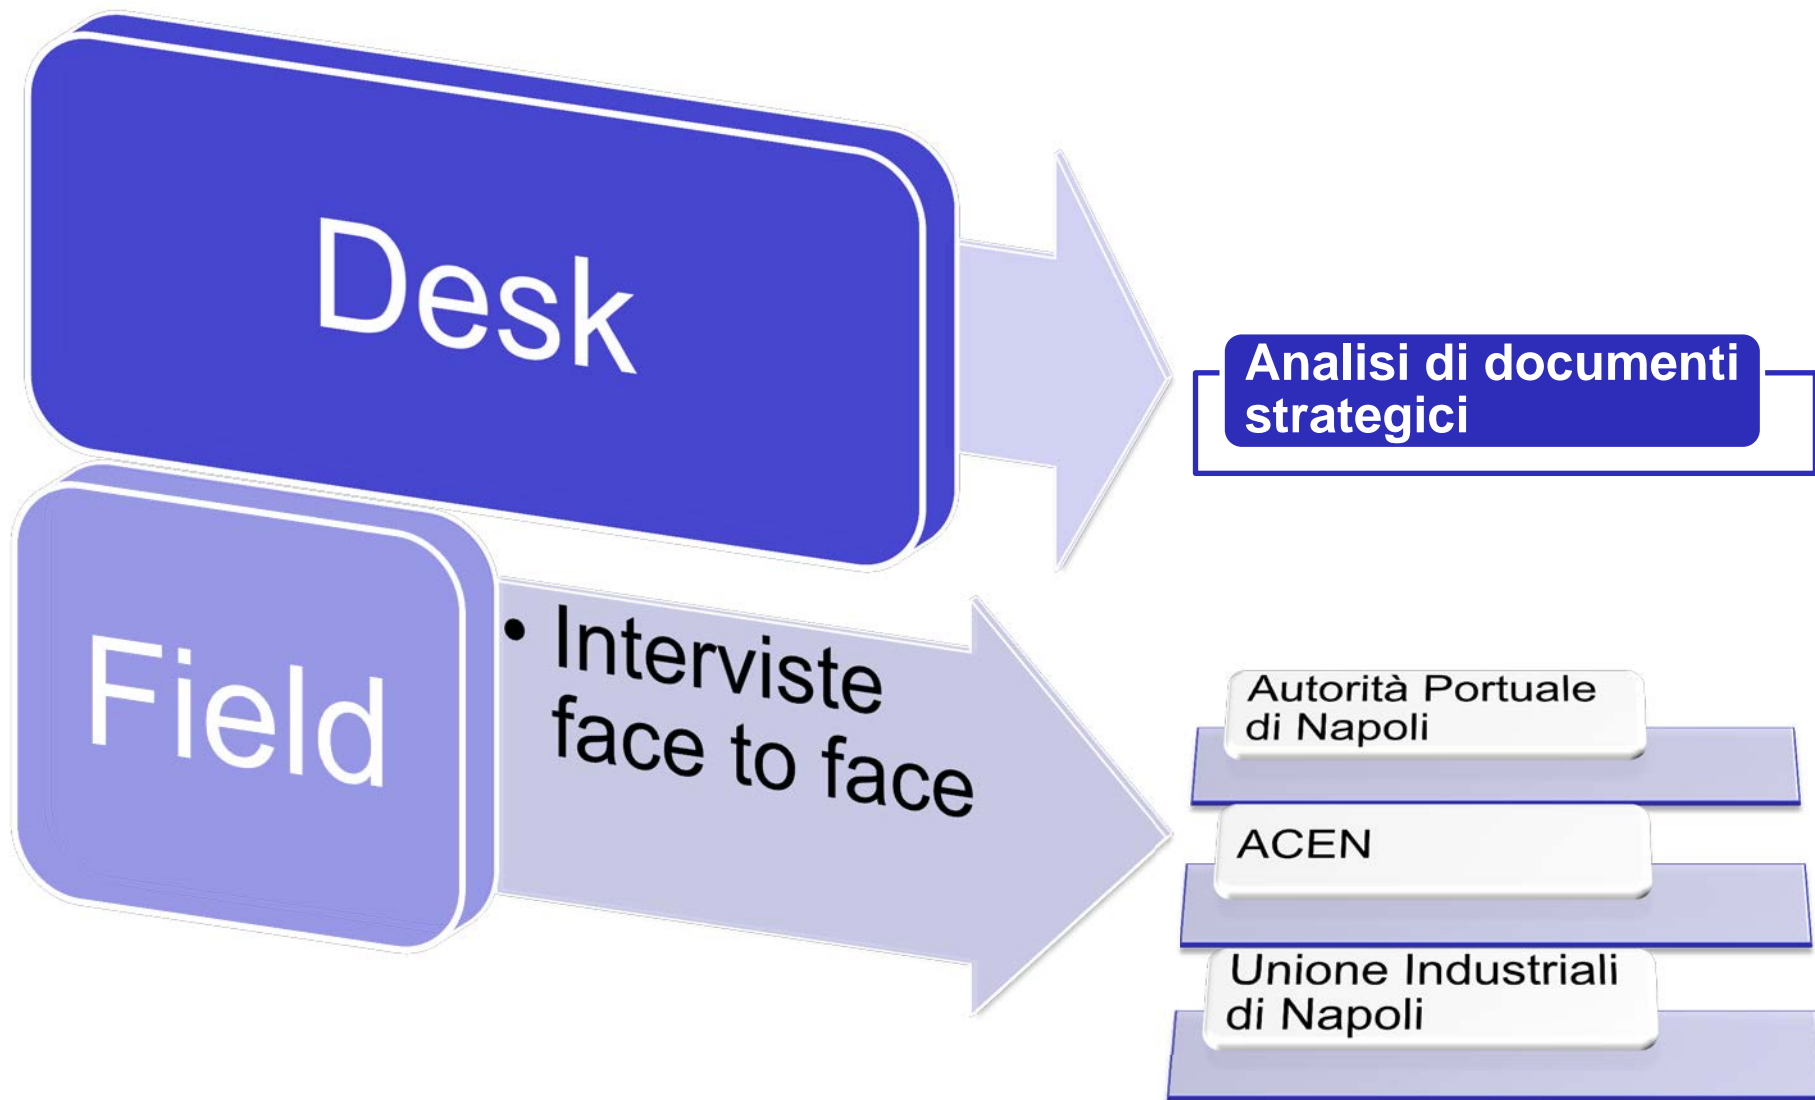 Desk
Analisi di documenti
strategici
Field
• Interviste
face to face
Autorità Portuale
di Napoli
ACEN
Unione Industriali
di Napoli